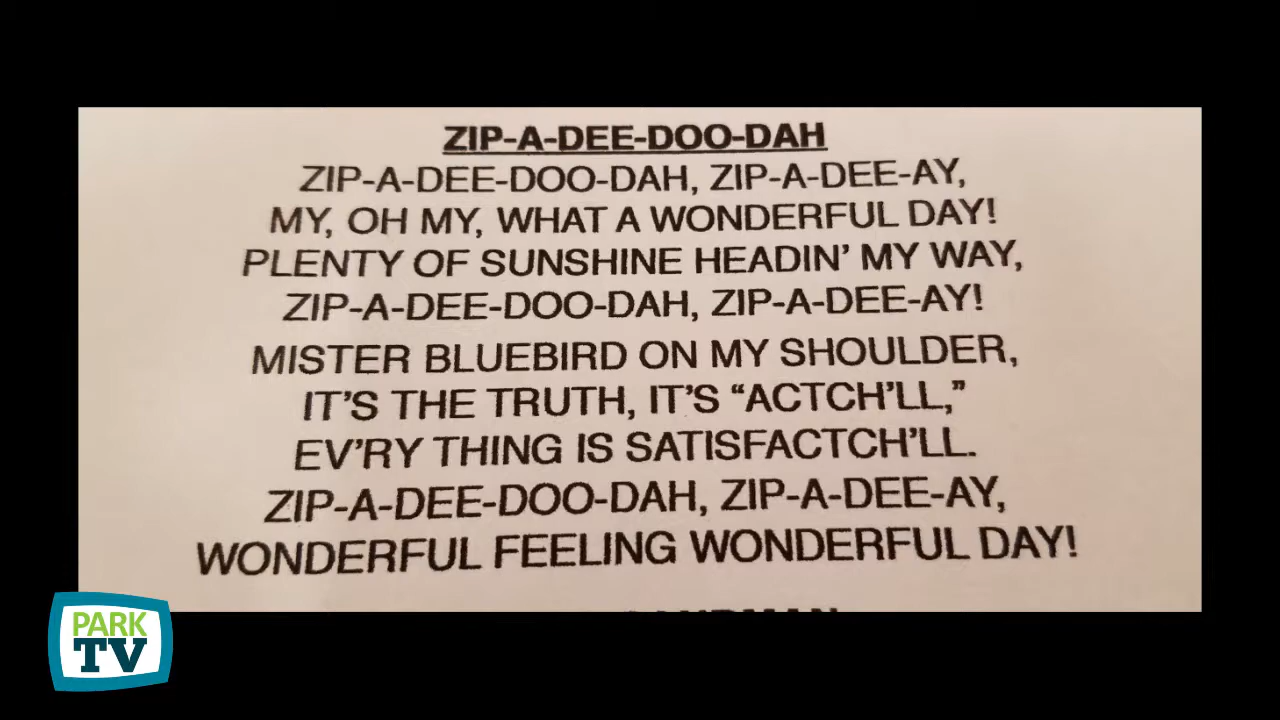 ZIP-A-DEE-DOO-DAH
ZIP-A-DEE-DOO-DAH, ZIP-A-DEE-AY,
MY, OH MY, WHAT A WONDERFUL DAY!
PLENTY OF SUNSHINE HEADIN' MY WAY,
ZIP-A-DEE-DOO-DAH, ZIP-A-DEE-AY!
MISTER BLUEBIRD ON MY SHOULDER,
IT'S THE TRUTH, IT'S “ACTCH'LL,”
EV'RY THING IS SATISFACTCH'LL.
ZIP-A-DEE-DOO-DAH, ZIP-A-DEE-AY,
WONDERFUL FEELING WONDERFUL DAY!
PARK
TV